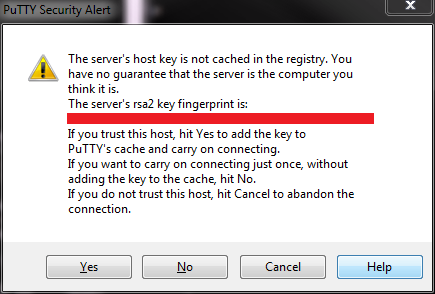 PuTTY Security Alert
The server's host key is not cached in the registry. You
have no guarantee that the server is the computer you
think it is.
The server's rsa2 key fingerprint is:
If you trust this host, hit Yes to add the key to
PuTTY's cache and carry on connecting.
If you want to carry on connecting just once, without
adding the key to the cache, hit No.
If you do not trust this host, hit Cancel to abandon the
connection.
Yes No Cancel Help